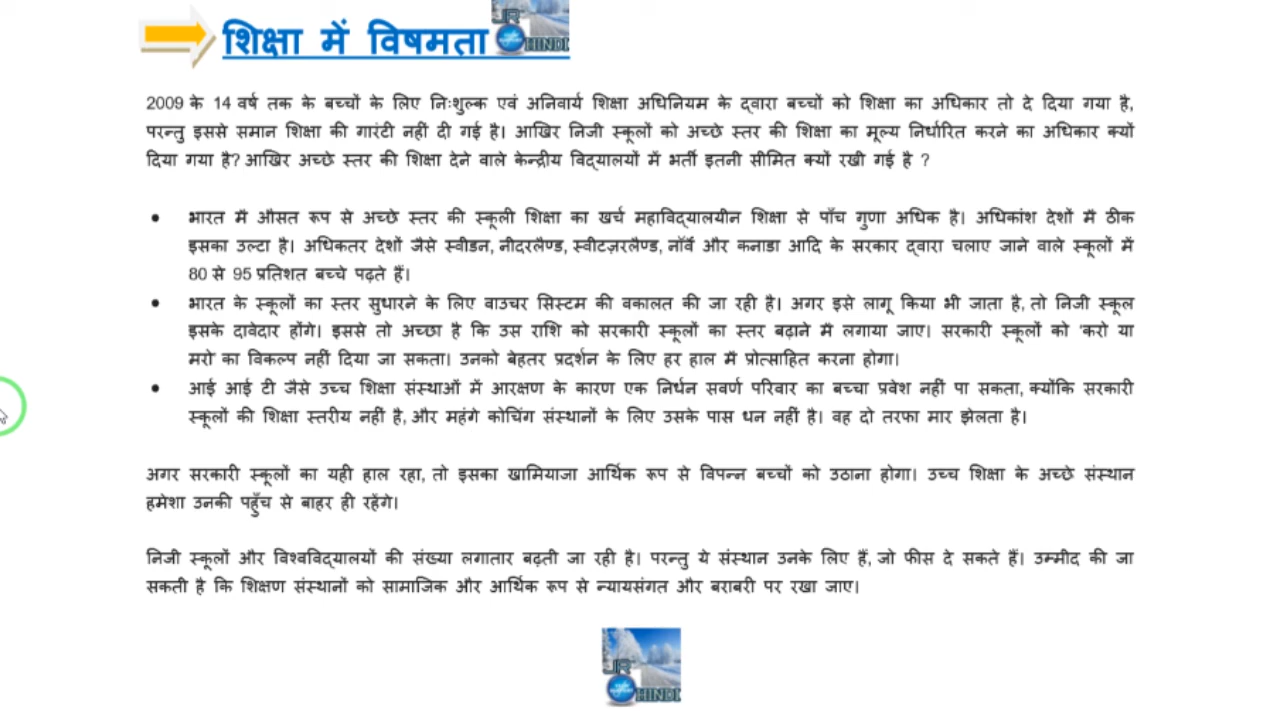 शिक्षा में विषमता
JR
HINDI
2009 के 14 वर्ष तक के बच्चों के लिए निःशुल्क एवं अनिवार्य शिक्षा अधिनियम के द्वारा बच्चों को शिक्षा का अधिकार तो दे दिया गया है,
परन्तु इससे समान शिक्षा की गारंटी नहीं दी गई है। आखिर निजी स्कूलों को अच्छे स्तर की शिक्षा का मूल्य निर्धारित करने का अधिकार क्यों
दिया गया है? आखिर अच्छे स्तर की शिक्षा देने वाले केन्द्रीय विद्यालयों में भर्ती इतनी सीमित क्यों रखी गई है ?
• भारत में औसत रूप से अच्छे स्तर की स्कूली शिक्षा का खर्च महाविद्यालयीन शिक्षा से पाँच गुणा अधिक है। अधिकांश देशों में ठीक
इसका उल्टा है। अधिकतर देशों जैसे स्वीडन, नीदरलैण्ड, स्वीटज़रलैण्ड, नॉर्वे और कनाडा आदि के सरकार द्वारा चलाए जाने वाले स्कूलों में
80 से 95 प्रतिशत बच्चे पढ़ते हैं।
• भारत के स्कूलों का स्तर सुधारने के लिए वाउचर सिस्टम की वकालत की जा रही है। अगर इसे लागू किया भी जाता है, तो निजी स्कूल
इसके दावेदार होंगे। इससे तो अच्छा है कि उस राशि को सरकारी स्कूलों का स्तर बढ़ाने में लगाया जाए। सरकारी स्कूलों को 'करो या
मरो' का विकल्प नहीं दिया जा सकता। उनको बेहतर प्रदर्शन के लिए हर हाल में प्रोत्साहित करना होगा।
• आई आई टी जैसे उच्च शिक्षा संस्थाओं में आरक्षण के कारण एक निर्धन सवर्ण परिवार का बच्चा प्रवेश नहीं पा सकता, क्योंकि सरकारी
स्कूलों की शिक्षा स्तरीय नहीं है, और महंगे कोचिंग संस्थानों के लिए उसके पास धन नहीं है। वह दो तरफा मार झेलता है।
अगर सरकारी स्कूलों का यही हाल रहा, तो इसका खामियाजा आर्थिक रूप से विपन्न बच्चों को उठाना होगा। उच्च शिक्षा के अच्छे संस्थान
हमेशा उनकी पहुँच से बाहर ही रहेंगे।
निजी स्कूलों और विश्वविद्यालयों की संख्या लगातार बढ़ती जा रही है। परन्तु ये संस्थान उनके लिए हैं, जो फीस दे सकते हैं। उम्मीद की जा
सकती है कि शिक्षण संस्थानों को सामाजिक और आर्थिक रूप से न्यायसंगत और बराबरी पर रखा जाए।
JR
HINDI